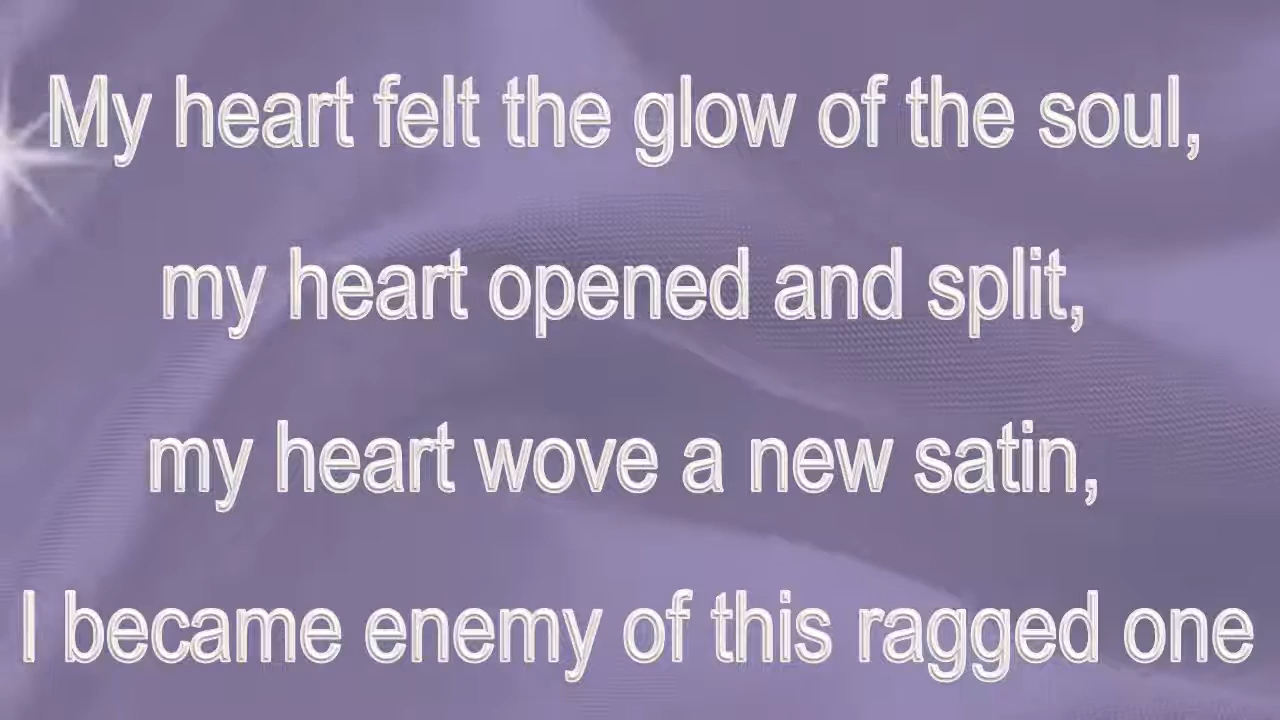 My heart felt the glow of the soul,
my heart opened and split,
my heart wove a new satin,
I became enemy of this ragged one